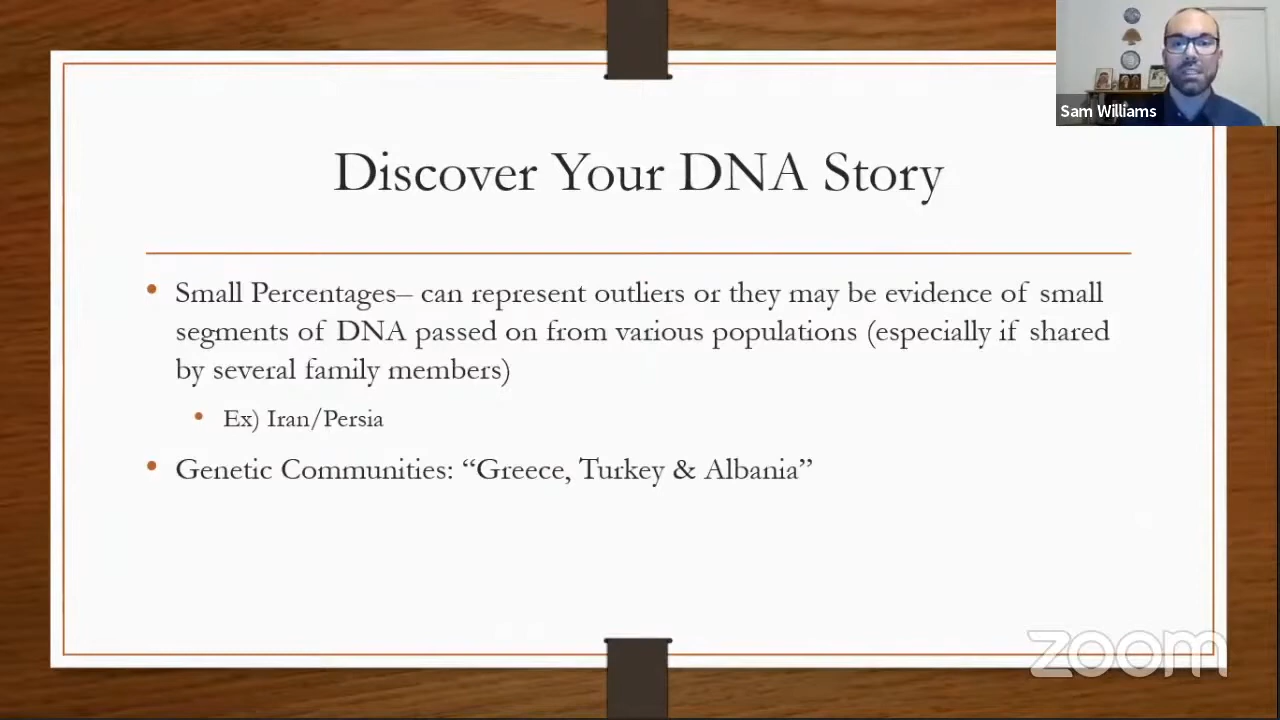 Sam Williams
Discover Your DNA Story
• Small Percentages– can represent outliers or they may be evidence of small
segments of DNA passed on from various populations (especially if shared
by several family members)
• Ex) Iran/Persia
• Genetic Communities: “Greece, Turkey & Albania”
zoom